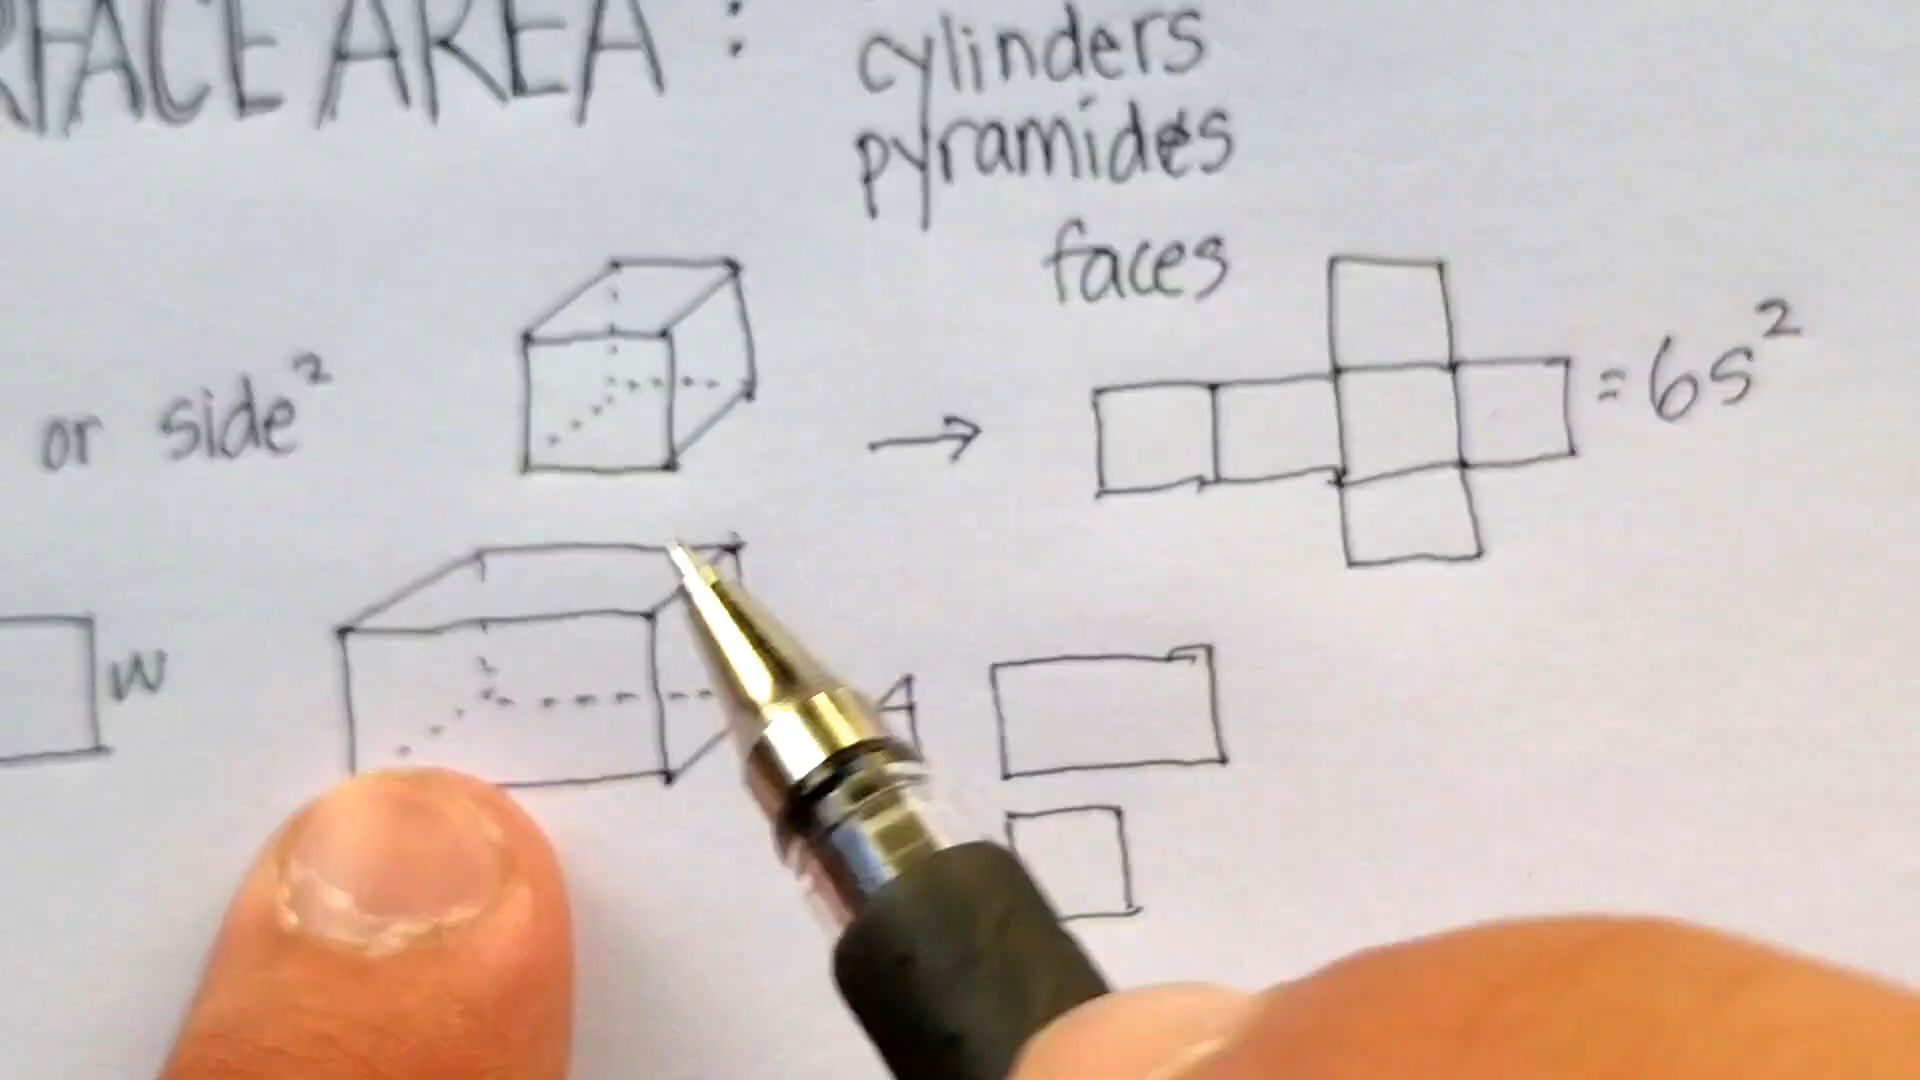 RFACE AREA :
cylinders
pyramides
faces
or side²
= 6s²
w